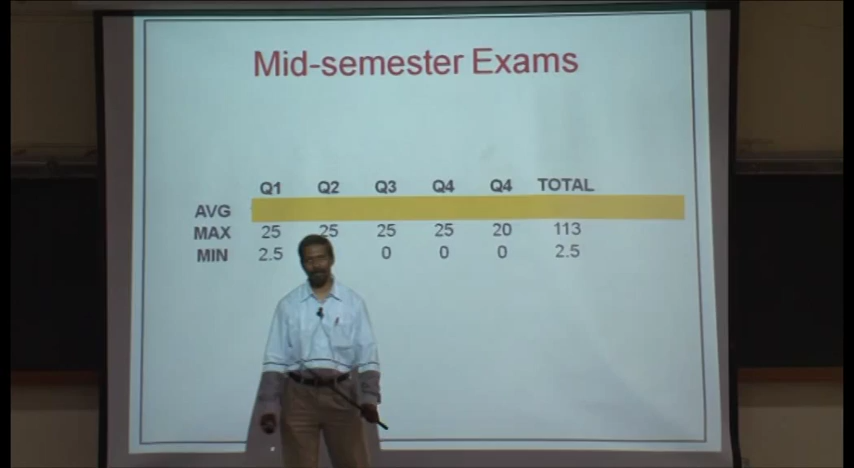 Mid-semester Exams
Q1 Q2 Q3 Q4 Q4 TOTAL
AVG
MAX 25 25 25 25 20 113
MIN 2.5 0 0 0 2.5